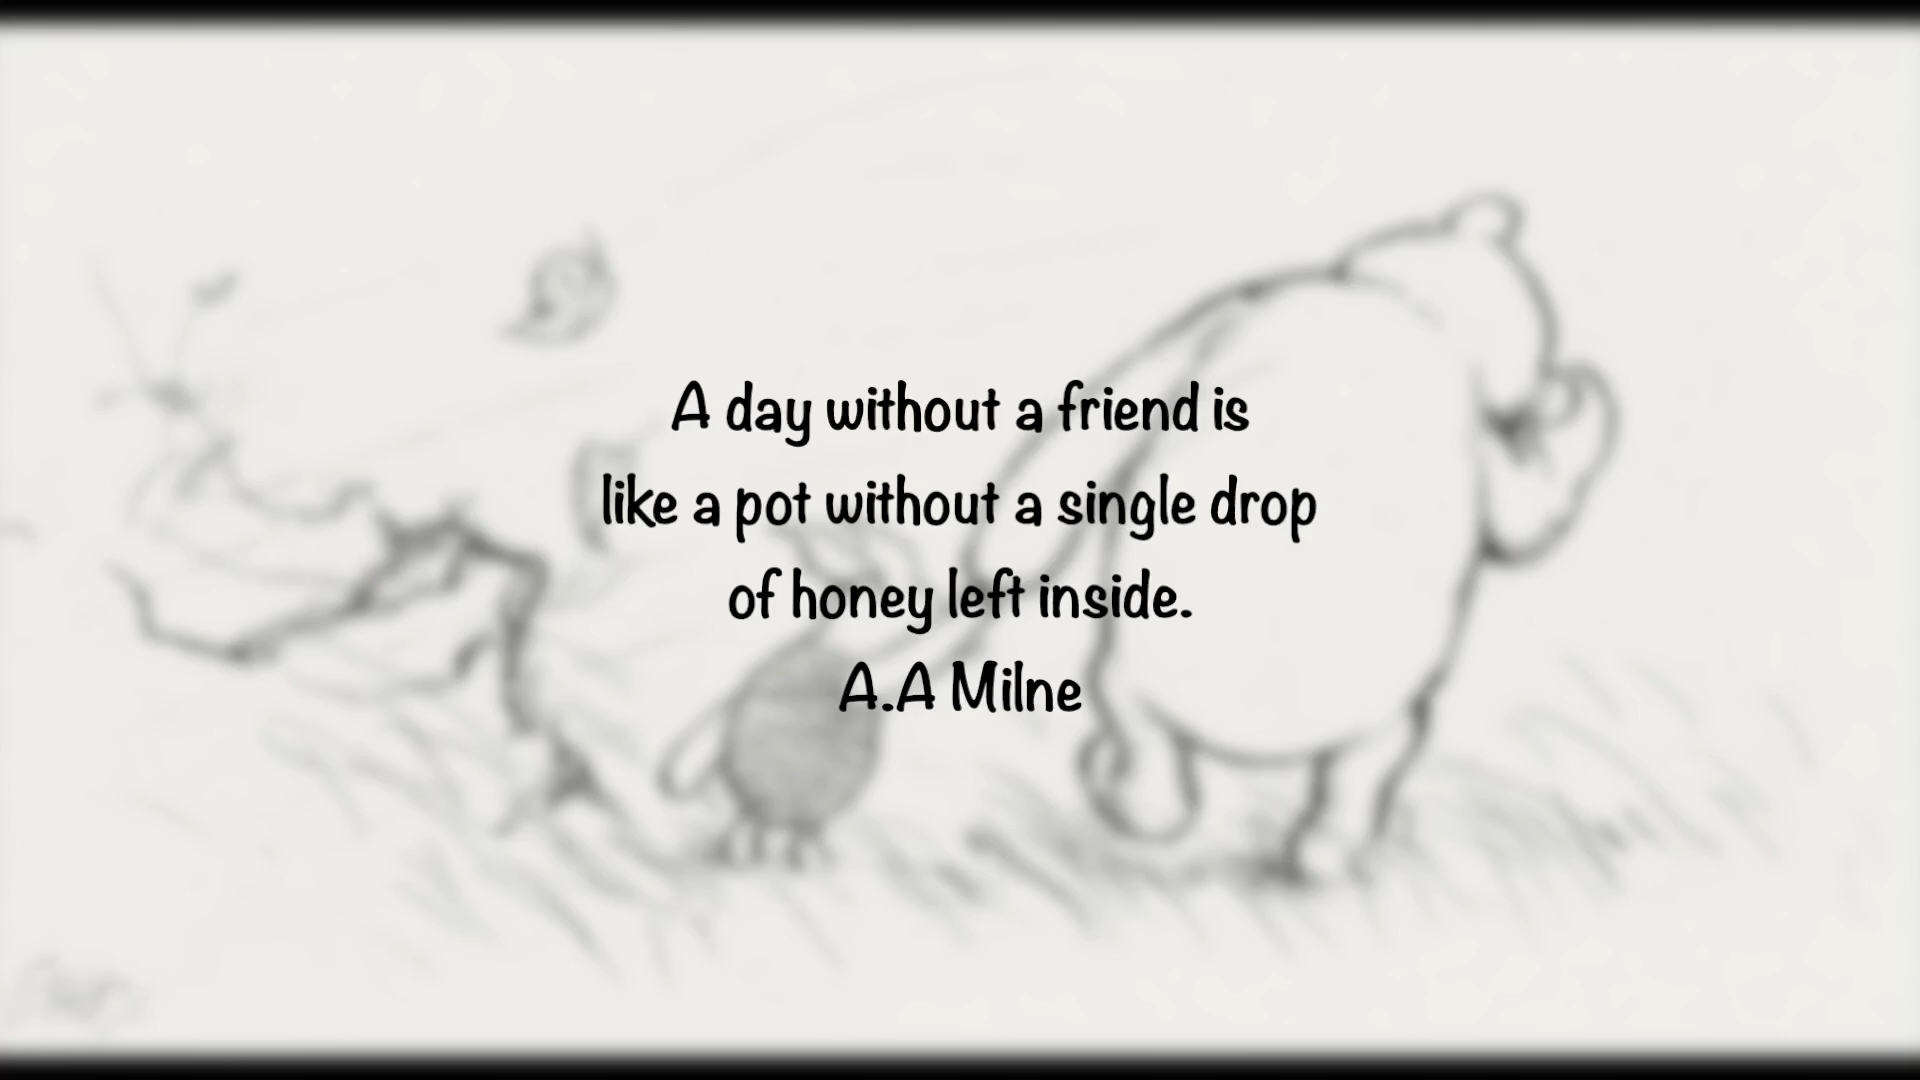 A day without a friend is
like a pot without a single drop
of honey left inside.
A.A Milne